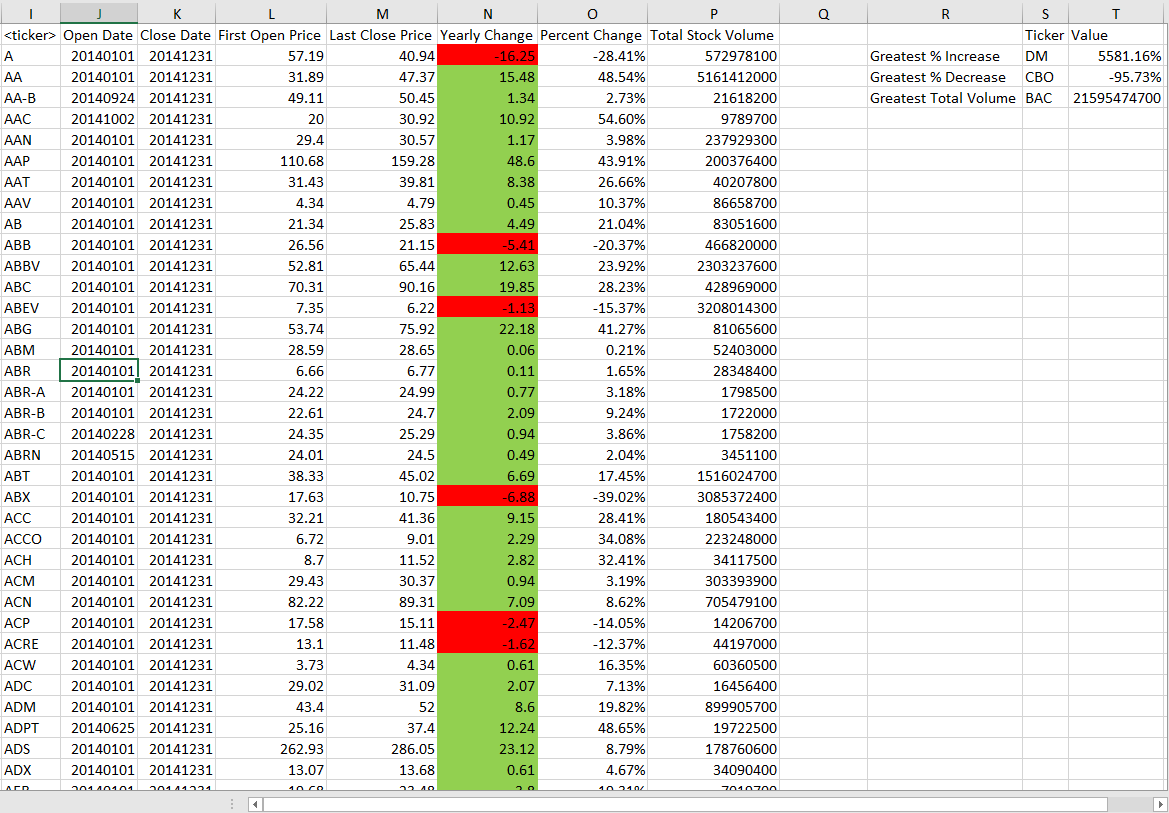 I J K L M N O P Q R S T
<ticker> Open Date Close Date First Open Price Last Close Price Yearly Change Percent Change Total Stock Volume Ticker Value
A 20140101 20141231 57.19 40.94 -16.25 -28.41% 572978100 Greatest % Increase DM 5581.16%
AA 20140101 20141231 31.89 47.37 15.48 48.54% 5161412000 Greatest % Decrease CBO -95.73%
AA-B 20140924 20141231 49.11 50.45 1.34 2.73% 21618200 Greatest Total Volume BAC 21595474700
AAC 20141002 20141231 20 30.92 10.92 54.60% 9789700
AAN 20140101 20141231 29.4 30.57 1.17 3.98% 237929300
AAP 20140101 20141231 110.68 159.28 48.6 43.91% 200376400
AAT 20140101 20141231 31.43 39.81 8.38 26.66% 40207800
AAV 20140101 20141231 4.34 4.79 0.45 10.37% 86658700
AB 20140101 20141231 21.34 25.83 4.49 21.04% 83051600
ABB 20140101 20141231 26.56 21.15 -5.41 -20.37% 466820000
ABBV 20140101 20141231 52.81 65.44 12.63 23.92% 2303237600
ABC 20140101 20141231 70.31 90.16 19.85 28.23% 428969000
ABEV 20140101 20141231 7.35 6.22 -1.13 -15.37% 3208014300
ABG 20140101 20141231 53.74 75.92 22.18 41.27% 81065600
ABM 20140101 20141231 28.59 28.65 0.06 0.21% 52403000
ABR 20140101 20141231 6.66 6.77 0.11 1.65% 28348400
ABR-A 20140101 20141231 24.22 24.99 0.77 3.18% 1798500
ABR-B 20140101 20141231 22.61 24.7 2.09 9.24% 1722000
ABR-C 20140228 20141231 24.35 25.29 0.94 3.86% 1758200
ABRN 20140515 20141231 24.01 24.5 0.49 2.04% 3451100
ABT 20140101 20141231 38.33 45.02 6.69 17.45% 1516024700
ABX 20140101 20141231 17.63 10.75 -6.88 -39.02% 3085372400
ACC 20140101 20141231 32.21 41.36 9.15 28.41% 180543400
ACCO 20140101 20141231 6.72 9.01 2.29 34.08% 223248000
ACH 20140101 20141231 8.7 11.52 2.82 32.41% 34117500
ACM 20140101 20141231 29.43 30.37 0.94 3.19% 303393900
ACN 20140101 20141231 82.22 89.31 7.09 8.62% 705479100
ACP 20140101 20141231 17.58 15.11 -2.47 -14.05% 14206700
ACRE 20140101 20141231 13.1 11.48 -1.62 -12.37% 44197000
ACW 20140101 20141231 3.73 4.34 0.61 16.35% 60360500
ADC 20140101 20141231 29.02 31.09 2.07 7.13% 16456400
ADM 20140101 20141231 43.4 52 8.6 19.82% 899905700
ADPT 20140625 20141231 25.16 37.4 12.24 48.65% 19722500
ADS 20140101 20141231 262.93 286.05 23.12 8.79% 178760600
ADX 20140101 20141231 13.07 13.68 0.61 4.67% 34090400